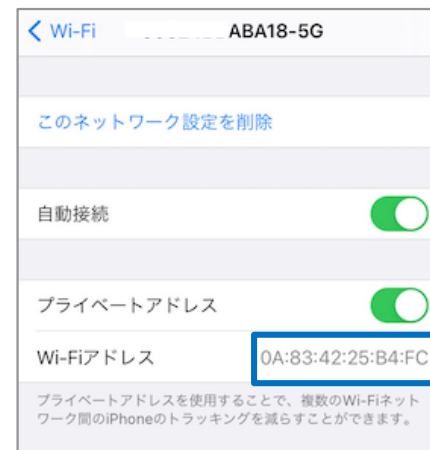 Wi-Fi ABA18-5G
このネットワーク設定を削除
自動接続
プライベートアドレス
Wi-Fiアドレス 0A:83:42:25:B4:FC
プライベートアドレスを使用することで、複数のWi-Fiネット
ワーク間のiPhoneのトラッキングを減らすことができます。